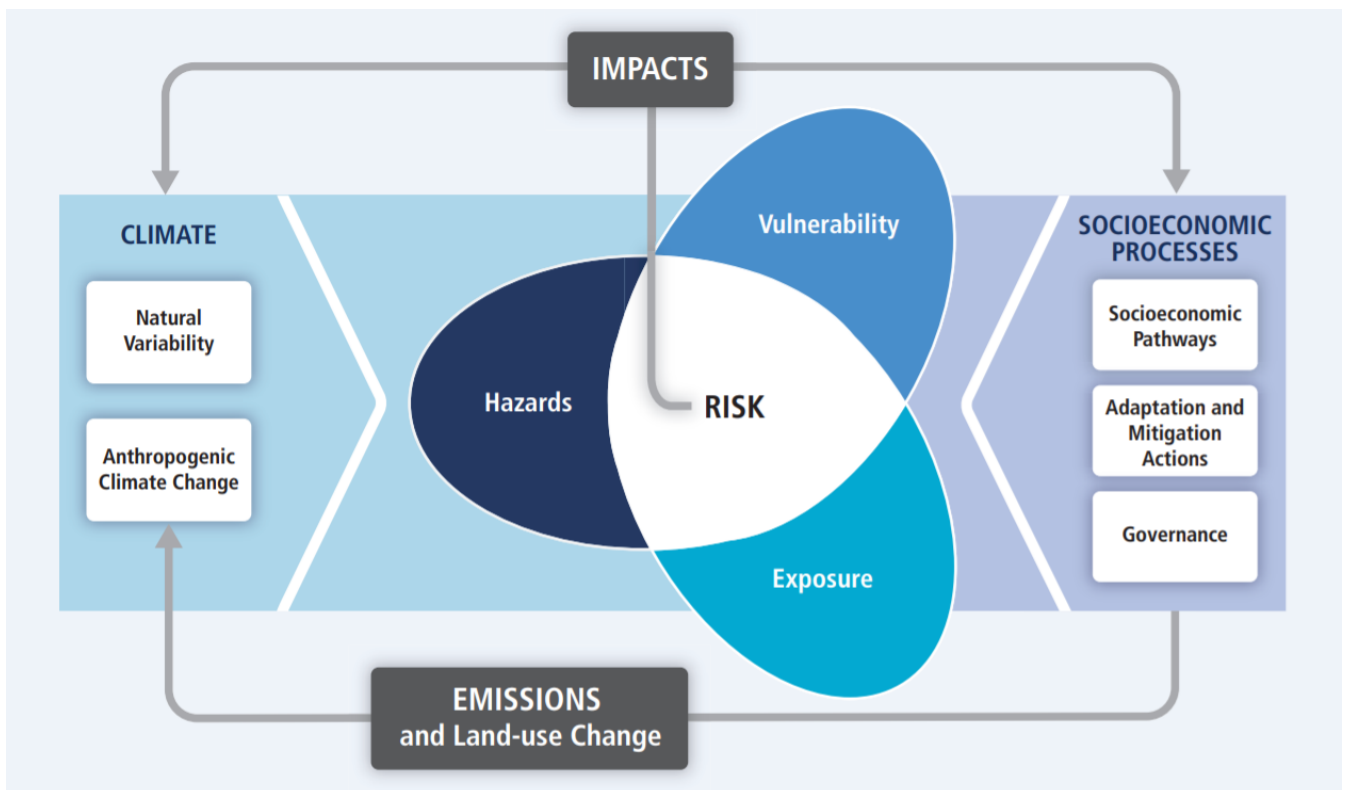 IMPACTS
CLIMATE
Natural
Variability
Anthropogenic
Climate Change
Vulnerability
Hazards
RISK
Exposure
SOCIOECONOMIC
PROCESSES
Socioeconomic
Pathways
Adaptation and
Mitigation
Actions
Governance
EMISSIONS
and Land-use Change